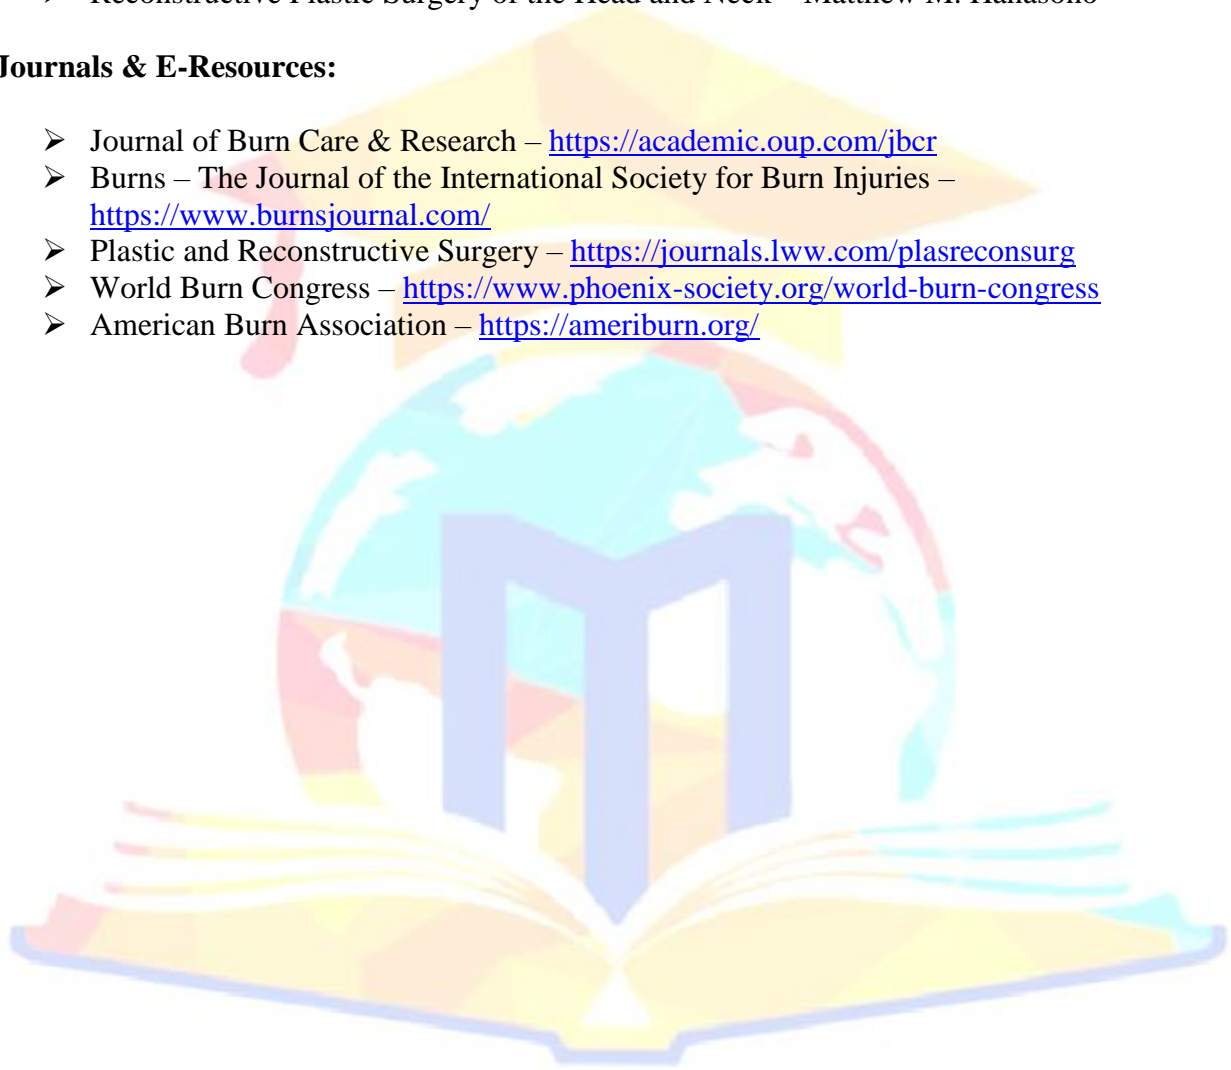 ➢ Reconstructive Plastic Surgery of the Head and Neck – Matthew M. Hanasono
Journals & E-Resources:
➢ Journal of Burn Care & Research – https://academic.oup.com/jbcr
➢ Burns – The Journal of the International Society for Burn Injuries –
https://www.burnsjournal.com/
➢ Plastic and Reconstructive Surgery – https://journals.lww.com/plasreconsurg
➢ World Burn Congress – https://www.phoenix-society.org/world-burn-congress
➢ American Burn Association – https://ameriburn.org/